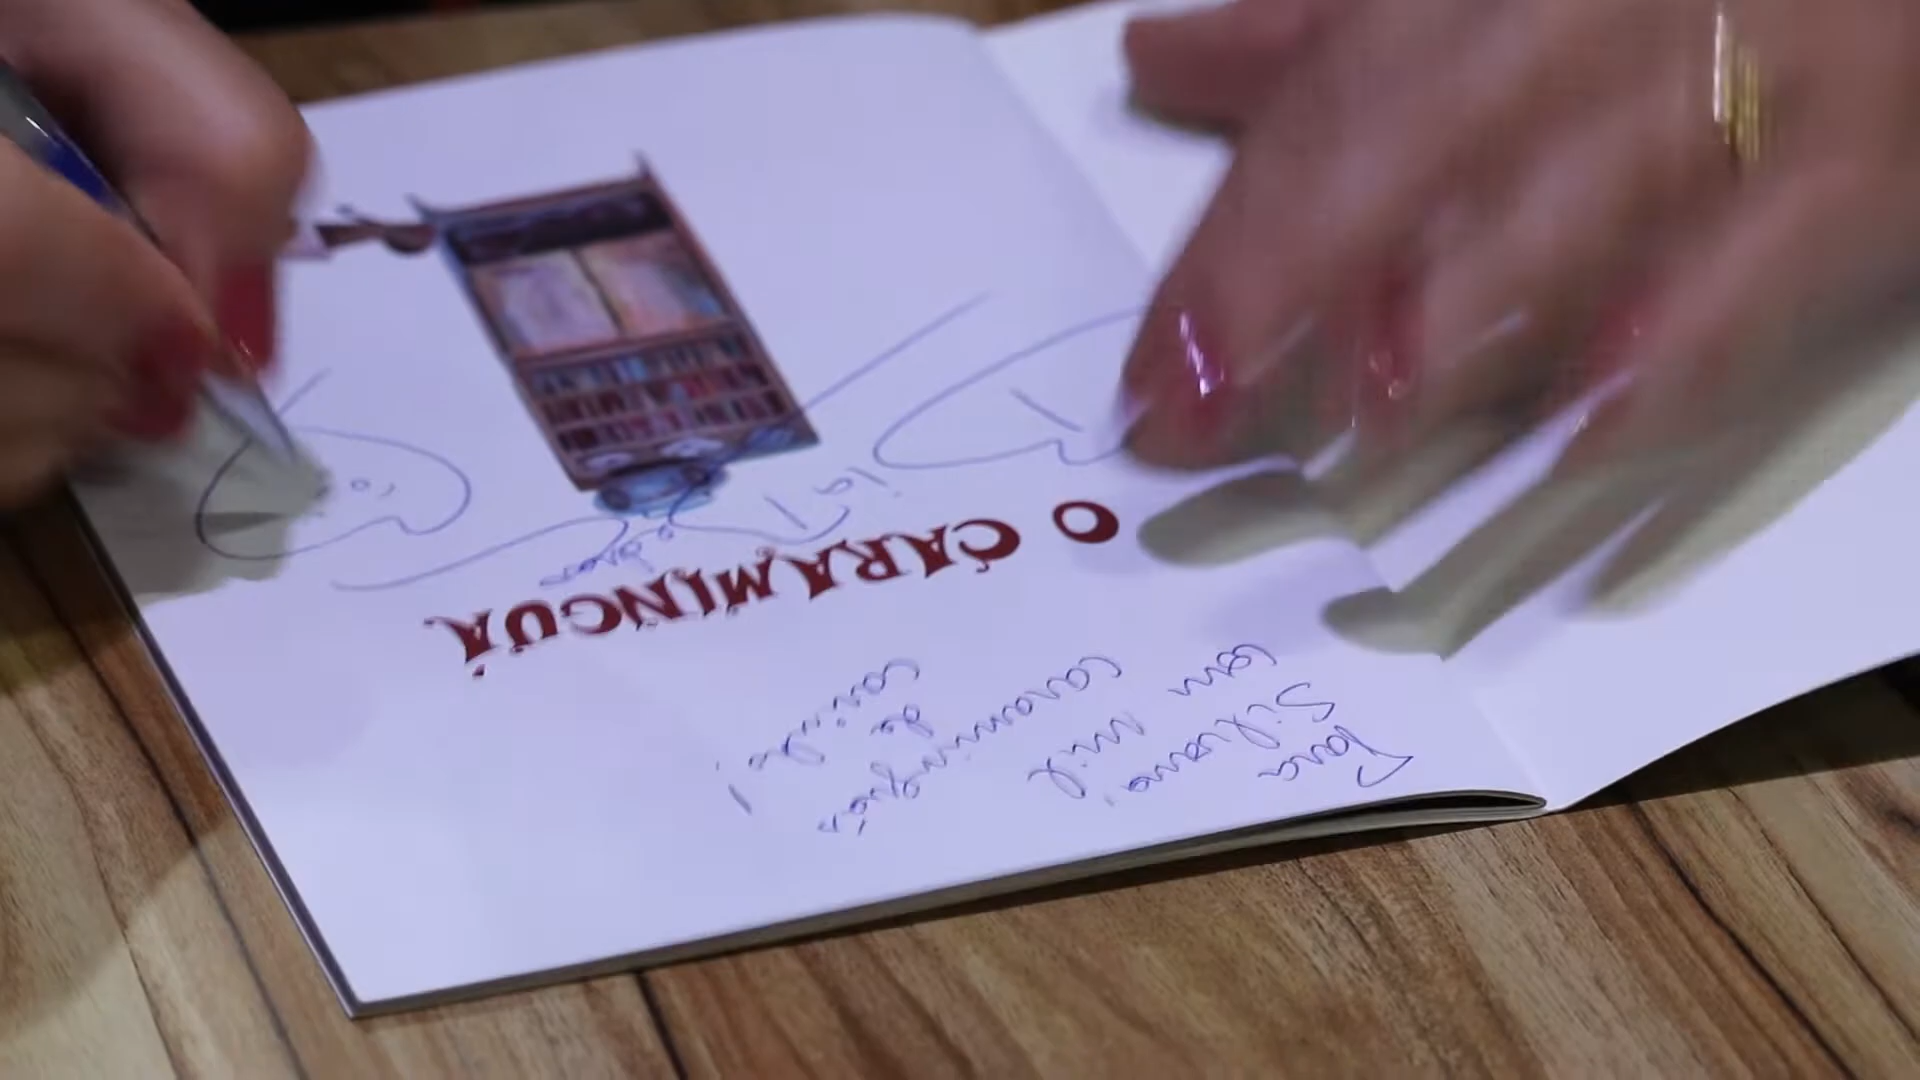 Para
Silvana,
com mil
caraminguás
de
carinho!
O CARAMINGUÁ